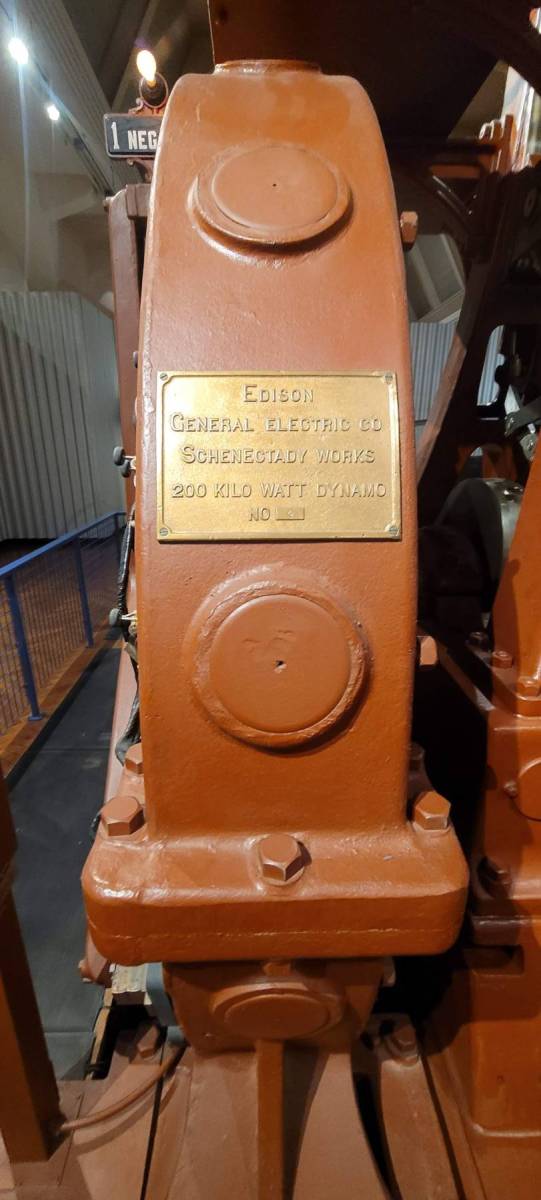 1 NEG
EDISON
GENERAL ELECTRIC CO
SCHENECTADY WORKS
200 KILO WATT DYNAMO
NO